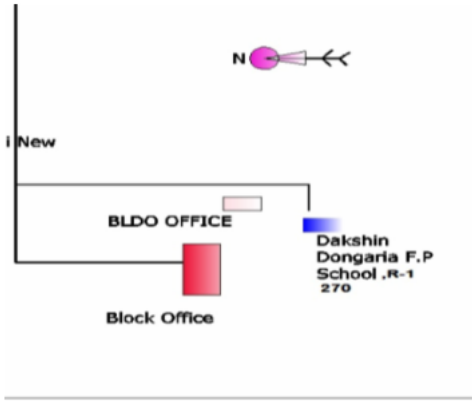 N
i New
BLDO OFFICE
Dakshin
Dongaria F.P
School .R-1
270
Block Office